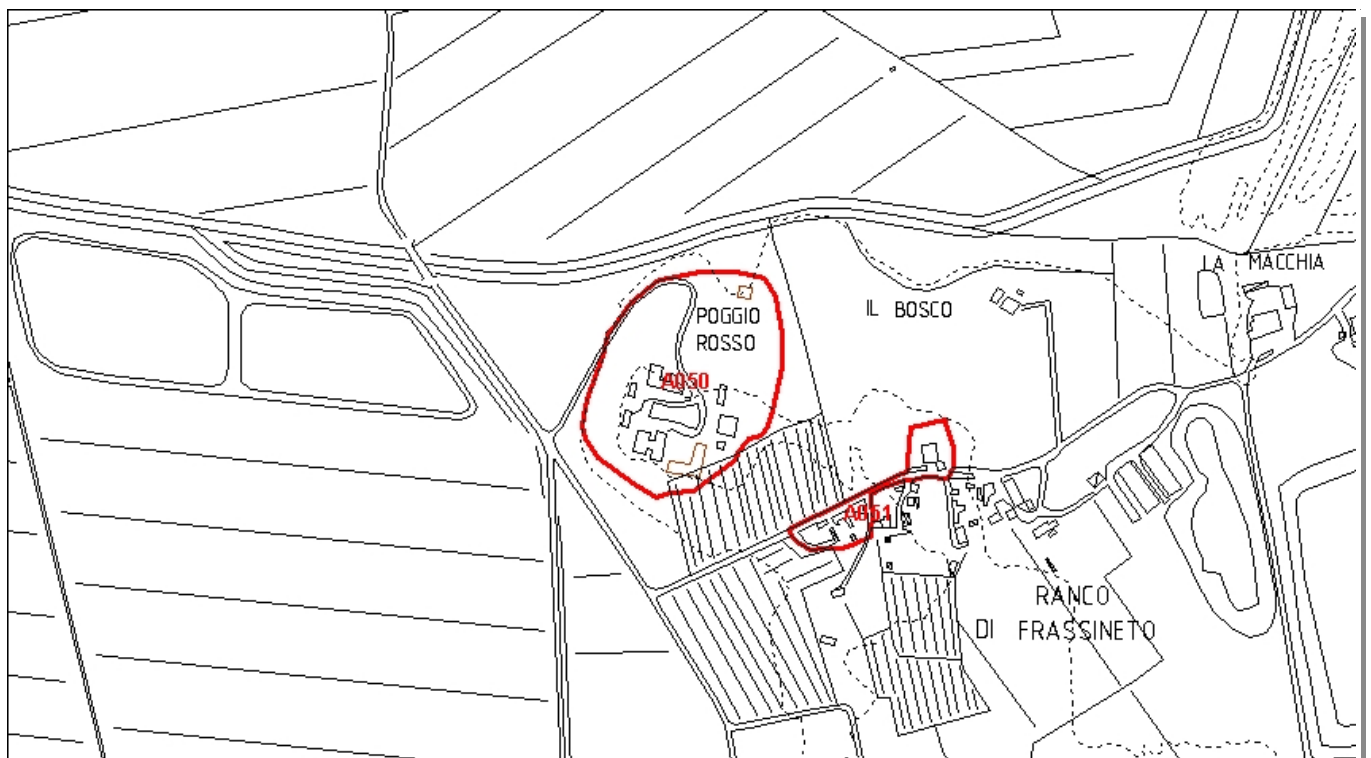 LA MACCHIA
IL BOSCO
POGGIO
ROSSO
A050
A051
RANCO
DI FRASSINETO